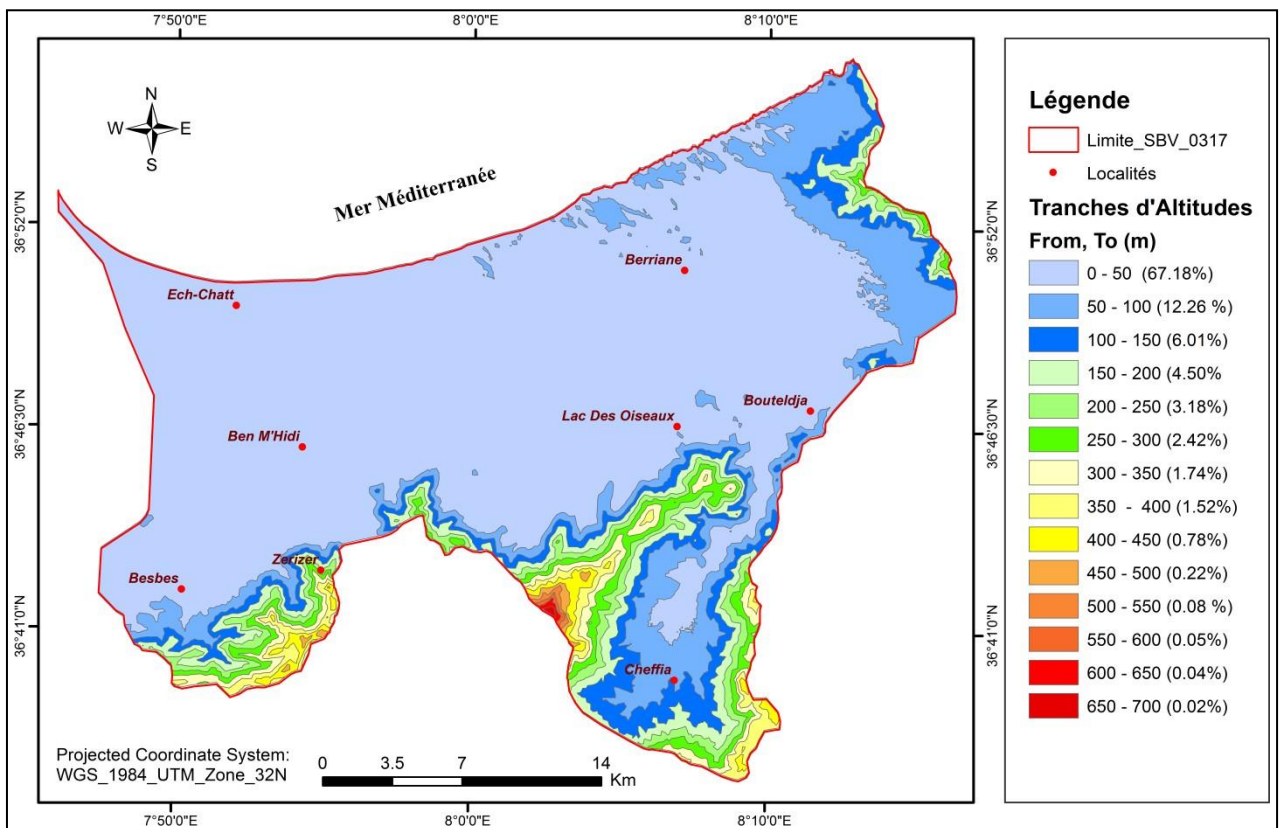 7°50'0"E 8°0'0"E 8°10'0"E
N
W E
S
36°52'0"N
36°46'30"N
36°41'0"N
Mer Méditerranée
Berriane
Ech-Chatt
Bouteldja
Lac Des Oiseaux
Ben M'Hidi
Zerizer
Besbes
Cheffia
36°52'0"N
36°46'30"N
36°41'0"N
Projected Coordinate System:
WGS_1984_UTM_Zone_32N
0 3.5 7 14
Km
7°50'0"E 8°0'0"E 8°10'0"E
Légende
Limite_SBV_0317
Localités
Tranches d'Altitudes
From, To (m)
0 - 50 (67.18%)
50 - 100 (12.26 %)
100 - 150 (6.01%)
150 - 200 (4.50%
200 - 250 (3.18%)
250 - 300 (2.42%)
300 - 350 (1.74%)
350 - 400 (1.52%)
400 - 450 (0.78%)
450 - 500 (0.22%)
500 - 550 (0.08 %)
550 - 600 (0.05%)
600 - 650 (0.04%)
650 - 700 (0.02%)